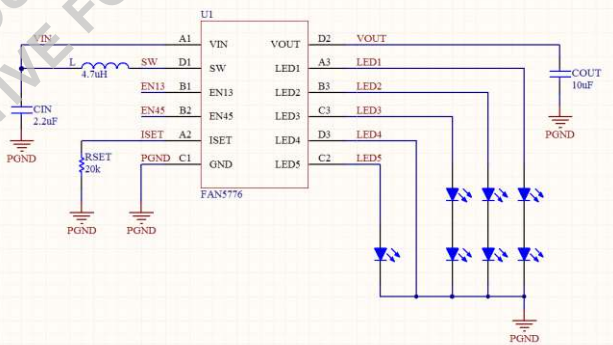 U1
VIN A1 VIN VOUT D2 VOUT
L SW D1 SW LED1 A3 LED1
4.7uH
EN13 B1 EN13 LED2 B3 LED2
COUT
10uF
EN45 B2 EN45 LED3 C3 LED3
CIN
2.2uF
ISET A2 ISET LED4 D3 LED4
PGND
PGND
PGND C1 GND LED5 C2 LED5
RSET
20k
FAN5776
PGND
PGND
PGND